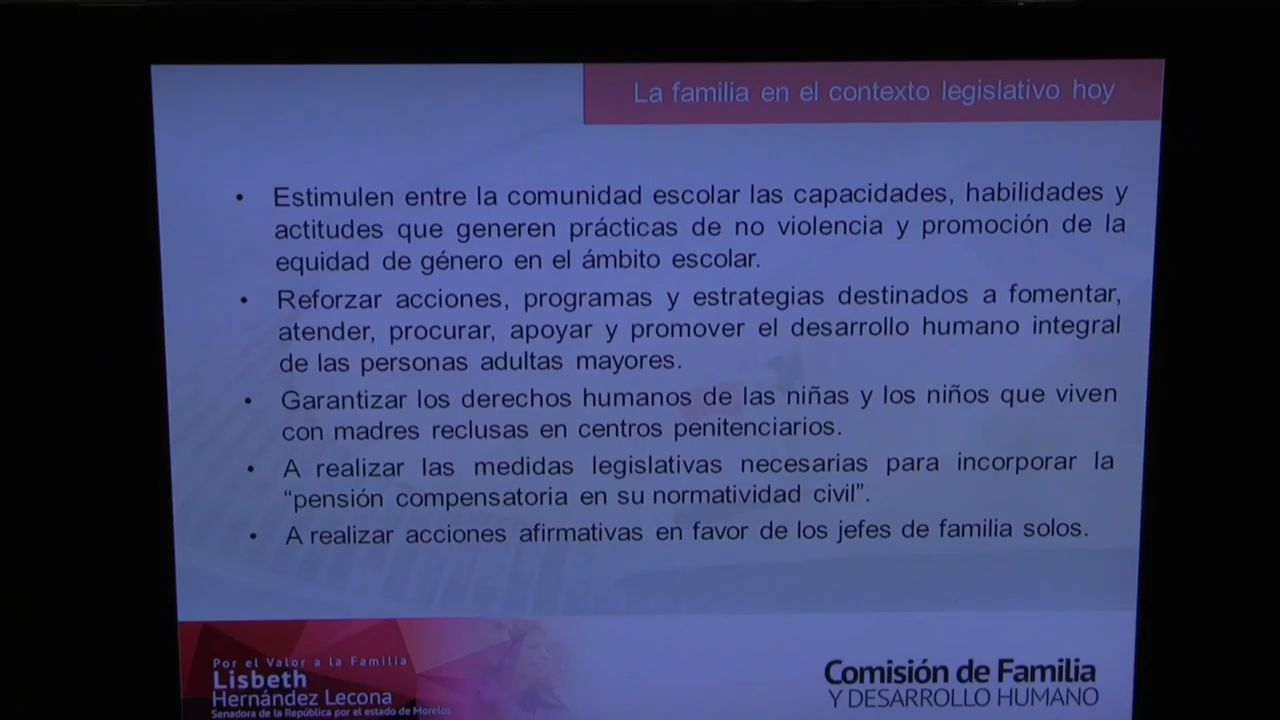 La familia en el contexto legislativo hoy
• Estimulen entre la comunidad escolar las capacidades, habilidades y
actitudes que generen prácticas de no violencia y promoción de la
equidad de género en el ámbito escolar.
• Reforzar acciones, programas y estrategias destinados a fomentar,
atender, procurar, apoyar y promover el desarrollo humano integral
de las personas adultas mayores.
• Garantizar los derechos humanos de las niñas y los niños que viven
con madres reclusas en centros penitenciarios.
• A realizar las medidas legislativas necesarias para incorporar la
“pensión compensatoria en su normatividad civil”.
• A realizar acciones afirmativas en favor de los jefes de familia solos.
Por el Valor a la Familia
Lisbeth
Hernández Lecona
Senadora de la República por el estado de Morelos
Comisión de Familia
Y DESARROLLO HUMANO